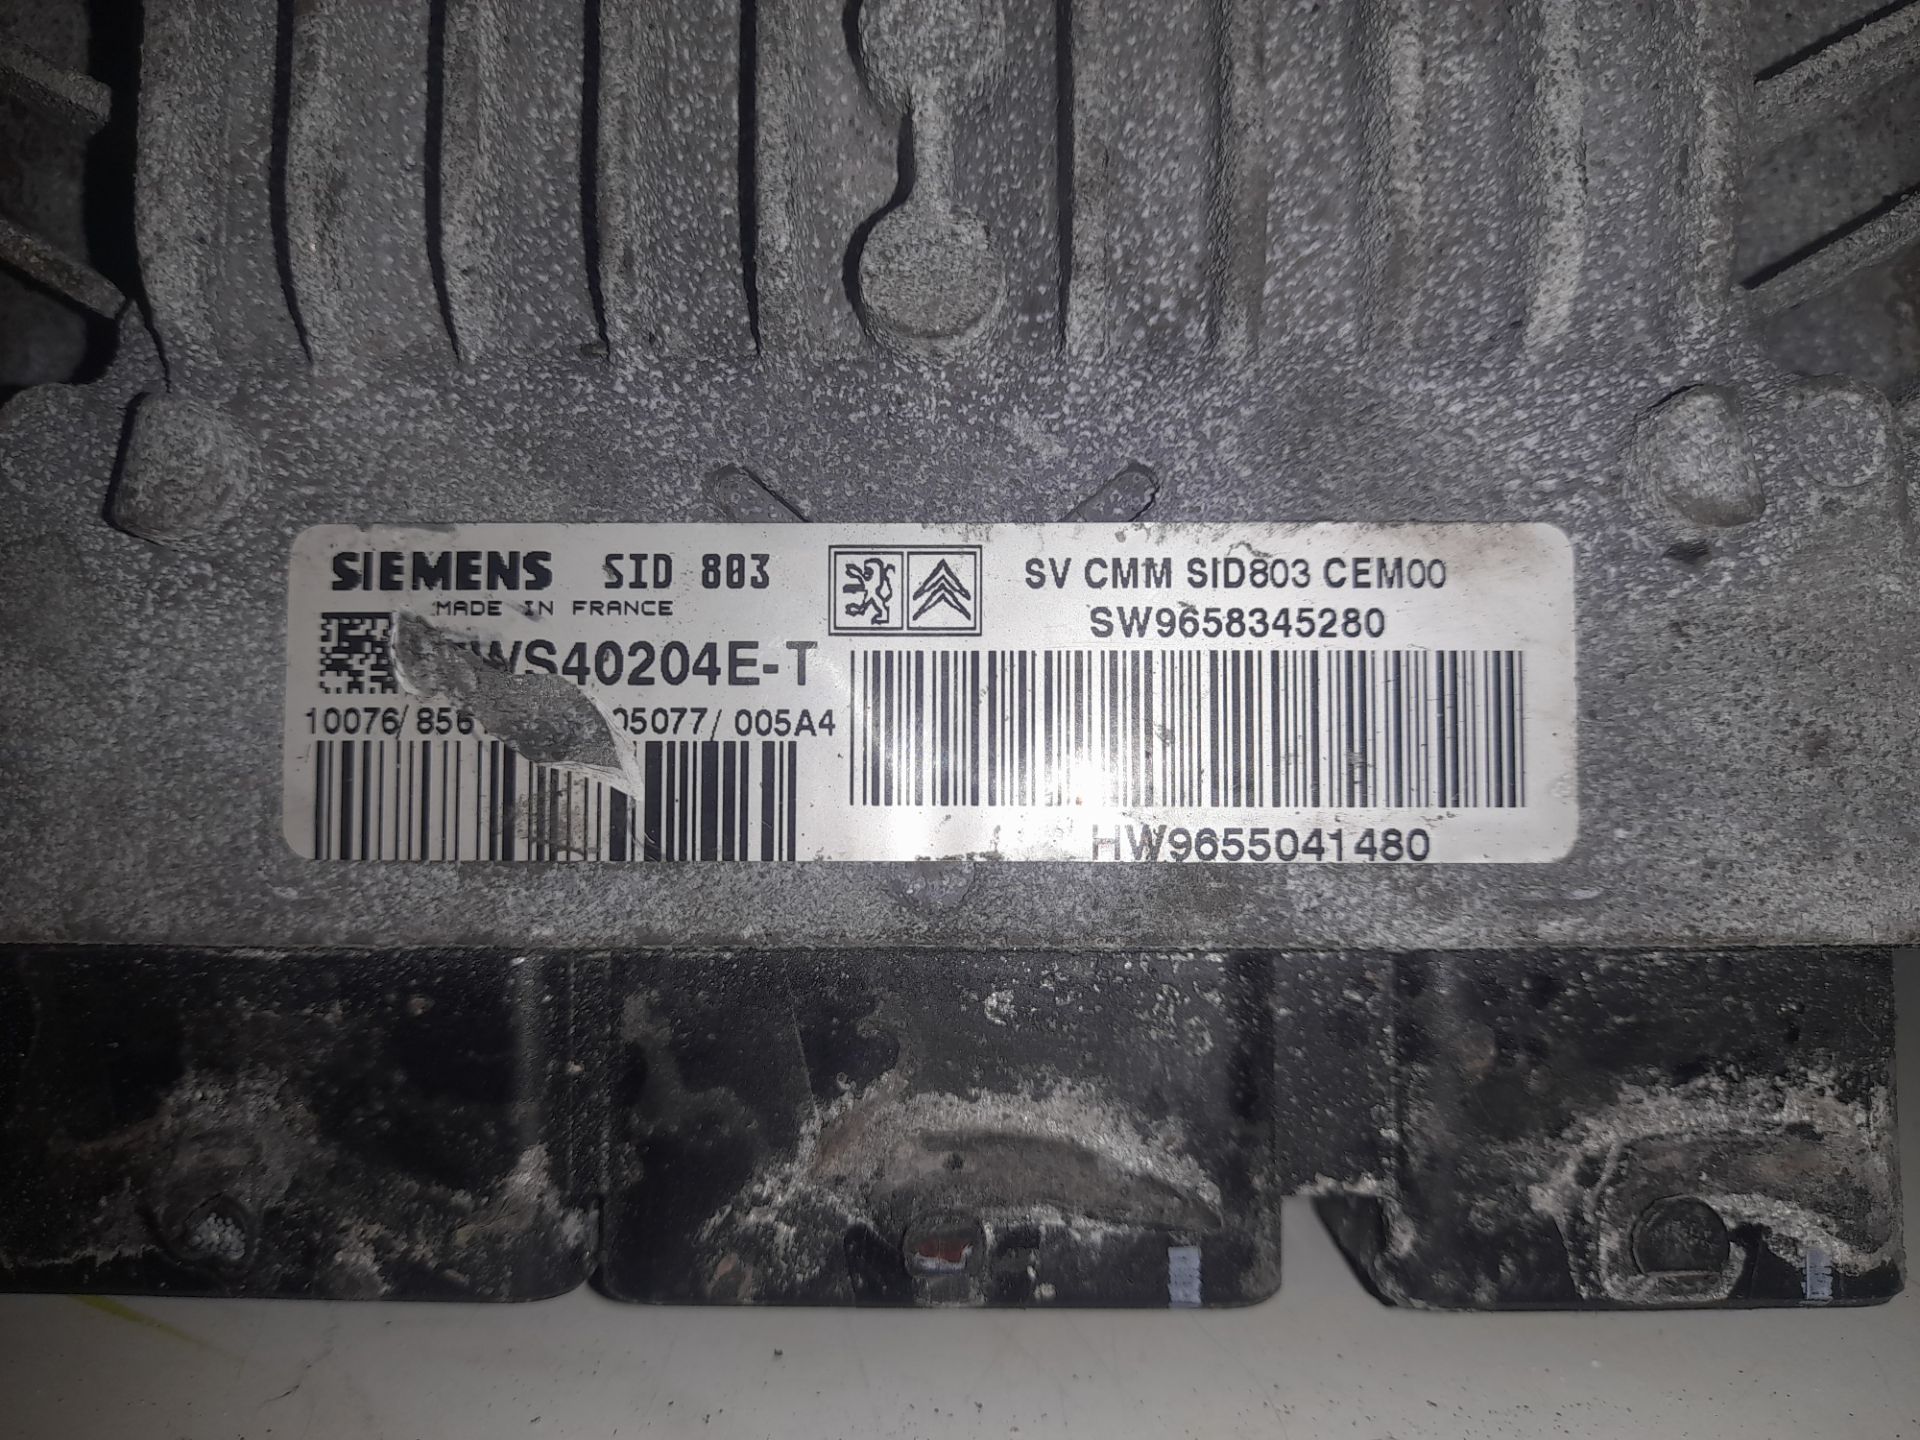 SIEMENS SID 803
MADE IN FRANCE
WS40204E-T
10076/856 05077/005A4
SV CMM SID803 CEM00
SW9658345280
HW9655041480